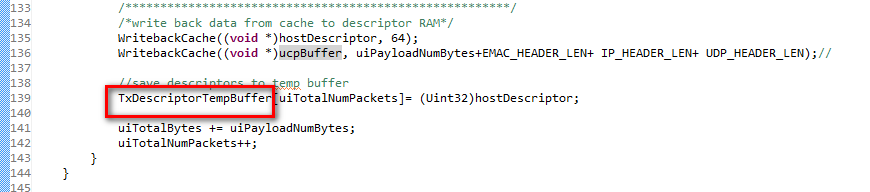 133 /*******************************************************/
134 /*write back data from cache to descriptor RAM*/
135 WritebackCache((void *)hostDescriptor, 64);
136 WritebackCache((void *)ucpBuffer, uiPayloadNumBytes+EMAC_HEADER_LEN+ IP_HEADER_LEN+ UDP_HEADER_LEN);//
137
138 //save descriptors to temp buffer
139 TxDescriptorTempBuffer[uiTotalNumPackets]= (Uint32)hostDescriptor;
140
141 uiTotalBytes += uiPayloadNumBytes;
142 uiTotalNumPackets++;
143 }
144 }
145